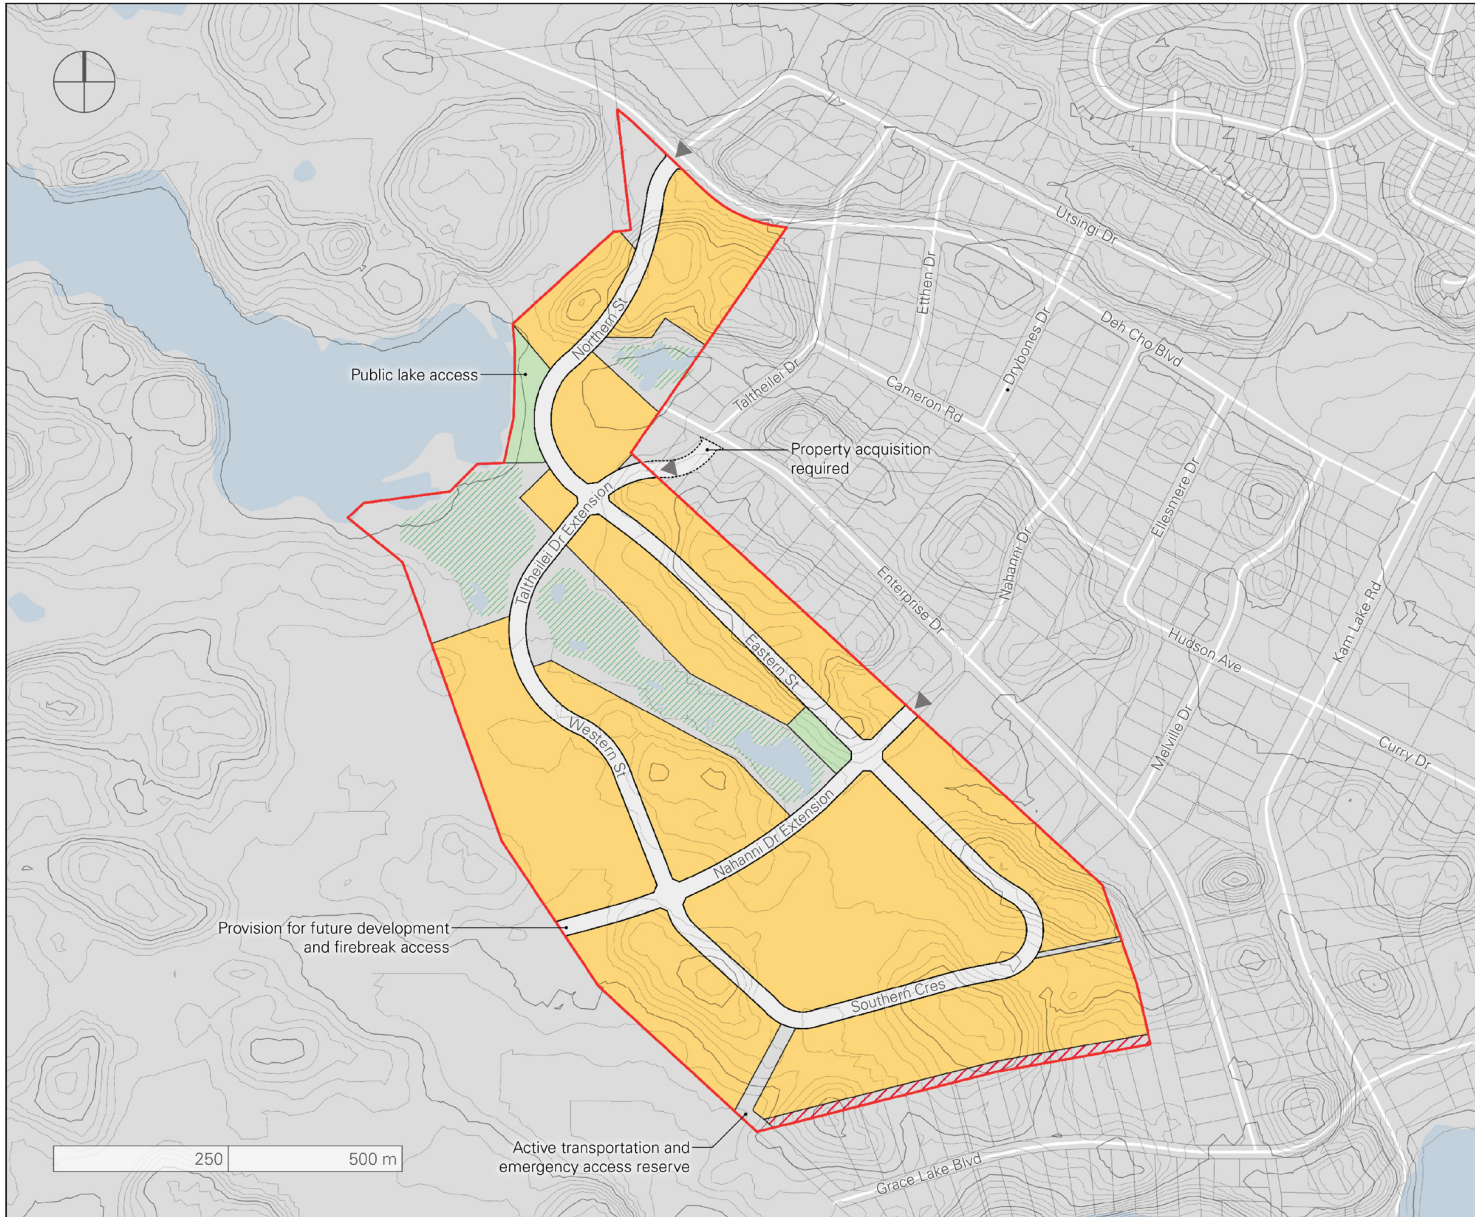 Utsingi Dr
Etthen Dr
Drybones Dr
Deh Cho Blvd
Northern St
Public lake access
Taltheilei Dr
Cameron Rd
Property acquisition
required
Ellesmere Dr
Taltheilei Dr Extension
Nahanni Dr
Enterprise Dr
Kam Lake Rd
Hudson Ave
Eastern St
Western St
Melville Dr
Curry Dr
Nahanni Dr Extension
Provision for future development
and firebreak access
Southern Cres
Active transportation and
emergency access reserve
250
500 m
Grace Lake Blvd